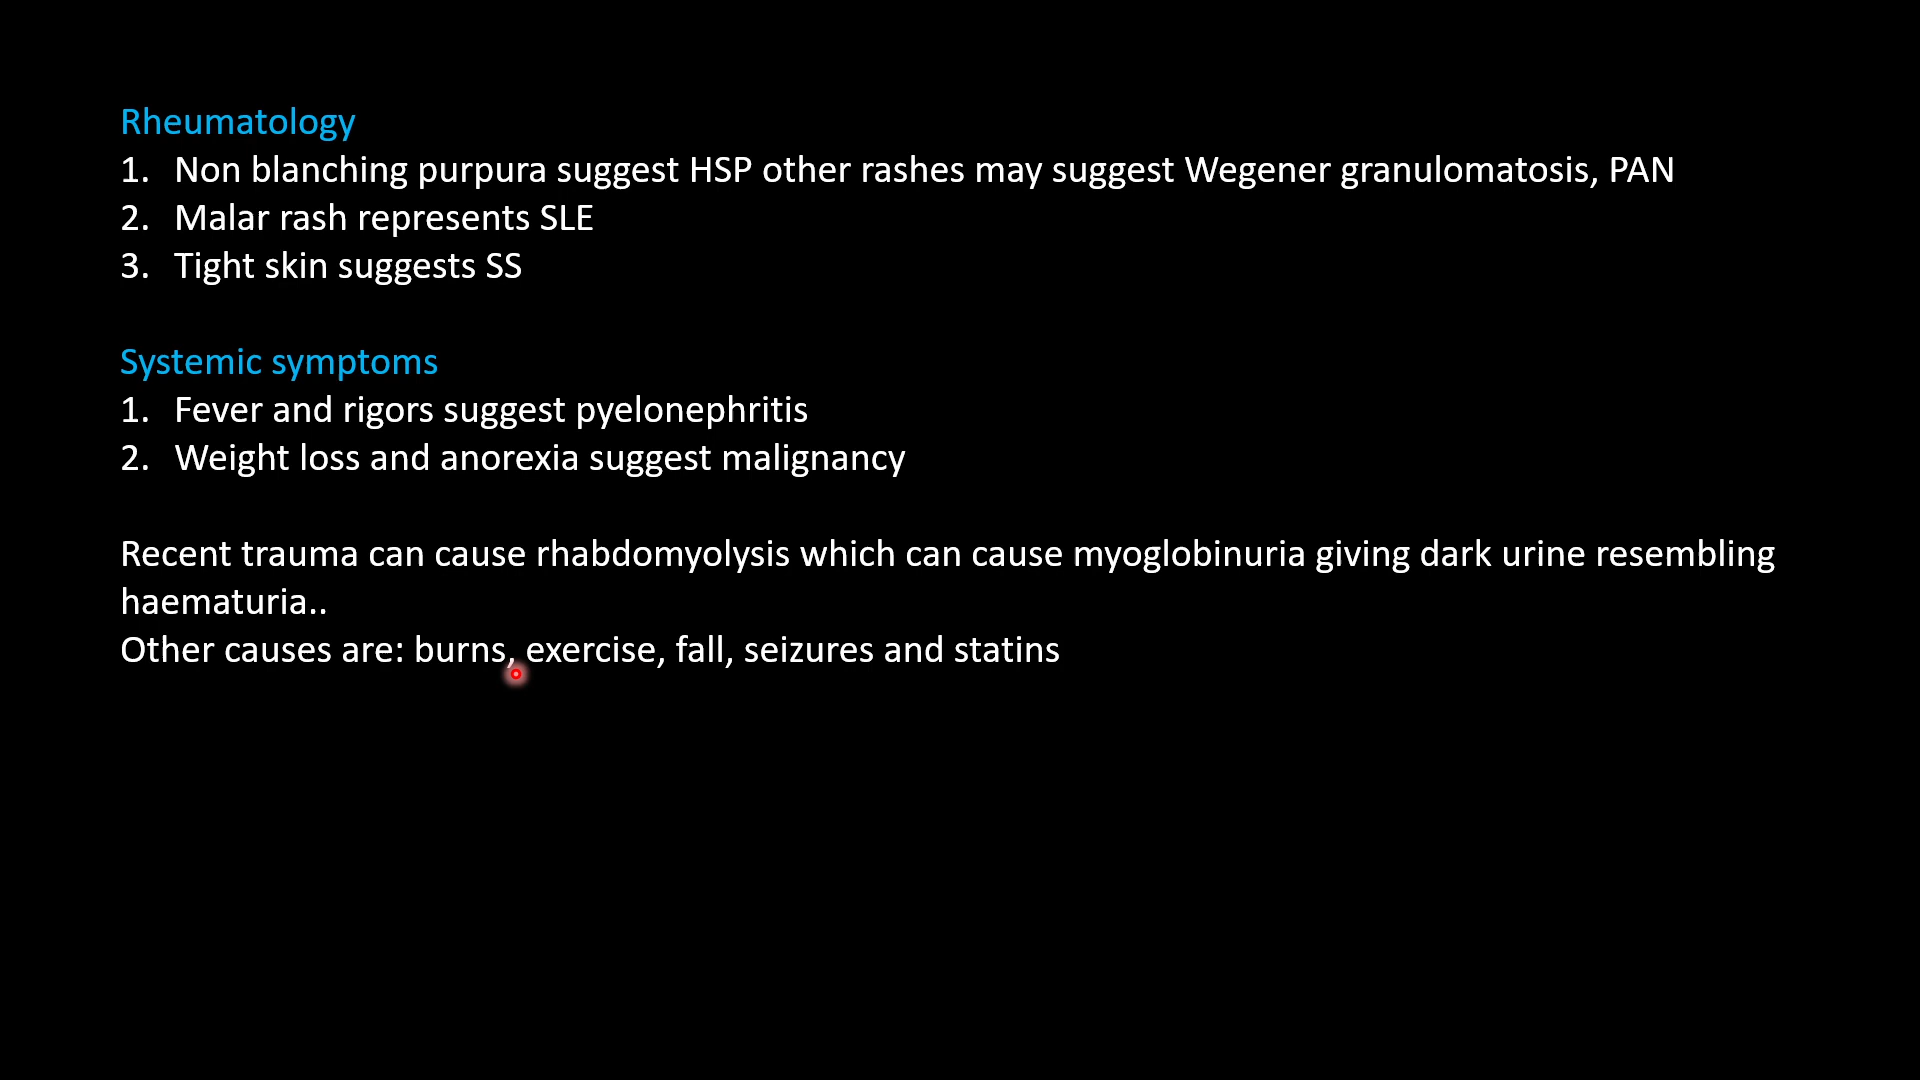 Rheumatology
1. Non blanching purpura suggest HSP other rashes may suggest Wegener granulomatosis, PAN
2. Malar rash represents SLE
3. Tight skin suggests SS
Systemic symptoms
1. Fever and rigors suggest pyelonephritis
2. Weight loss and anorexia suggest malignancy
Recent trauma can cause rhabdomyolysis which can cause myoglobinuria giving dark urine resembling
haematuria..
Other causes are: burns, exercise, fall, seizures and statins